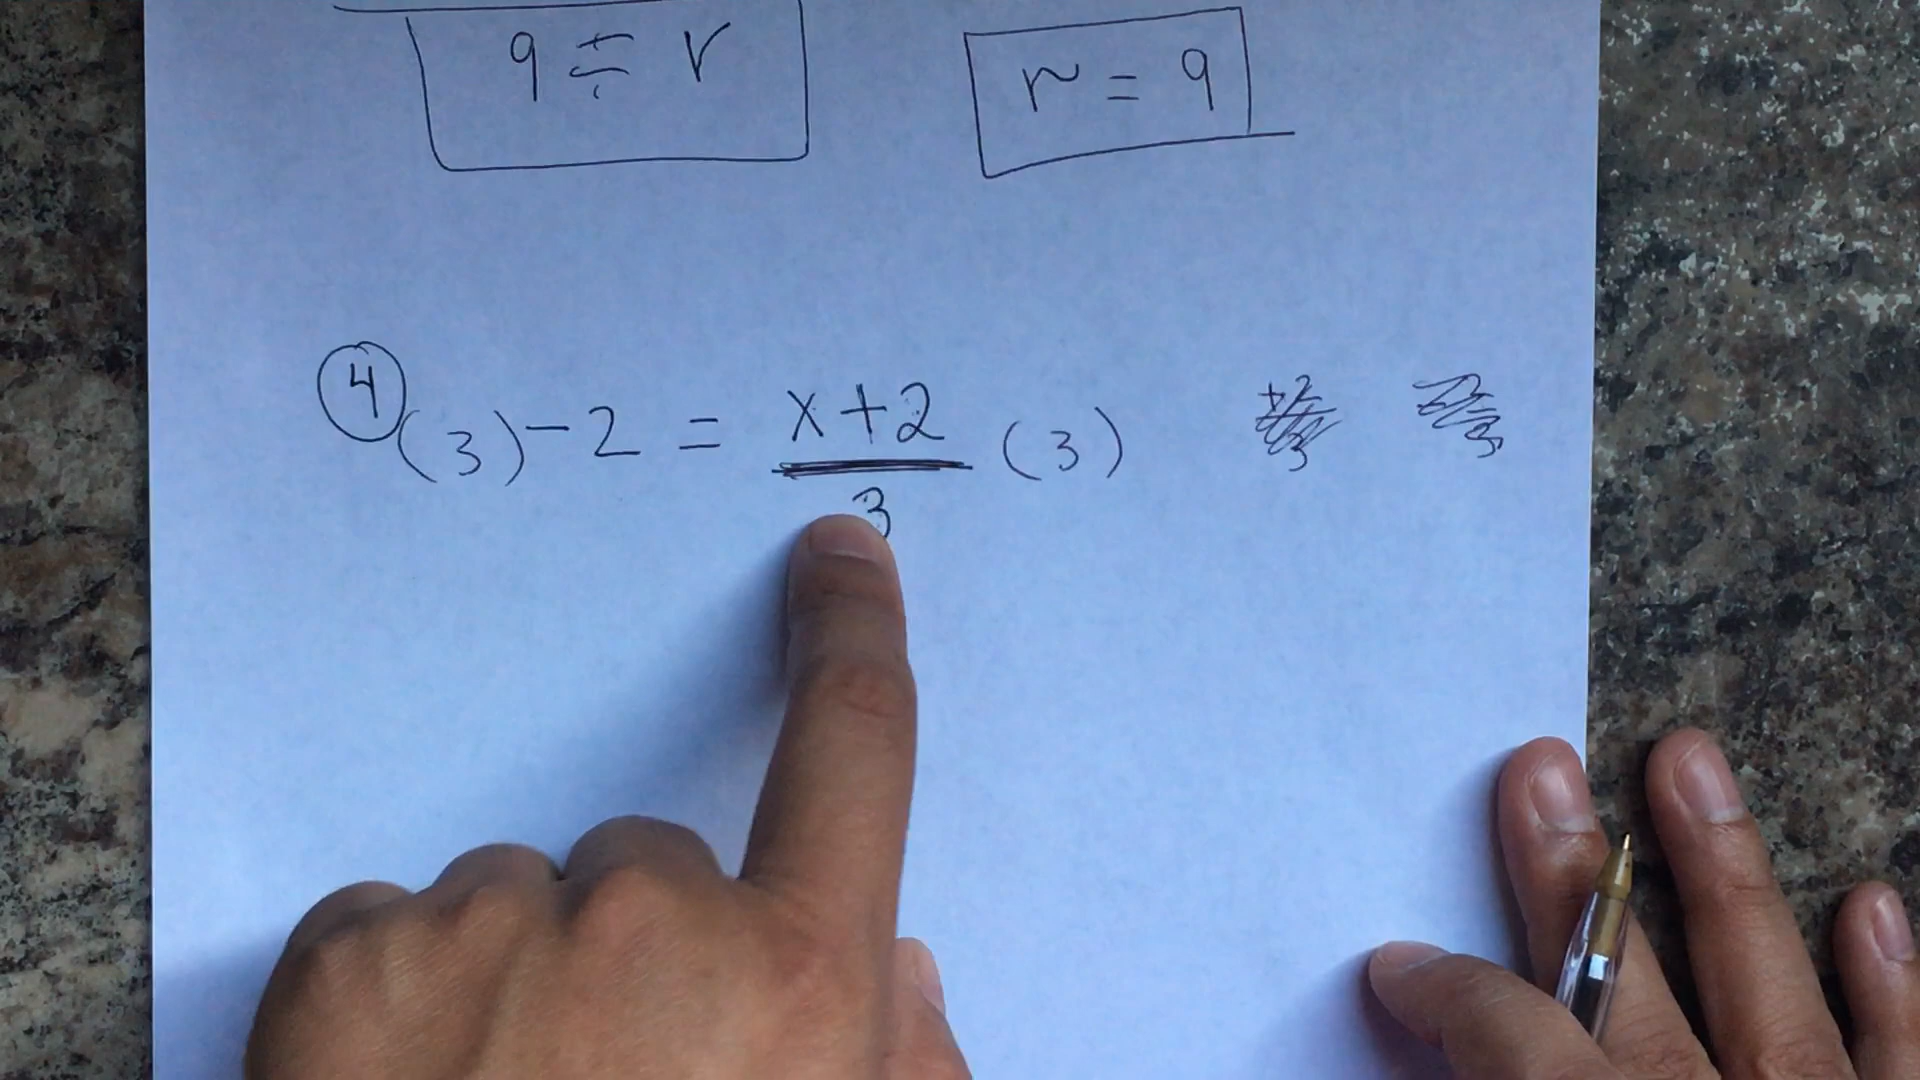 9 = r
r = 9
4 (3) -2 = x+2 (3)
3